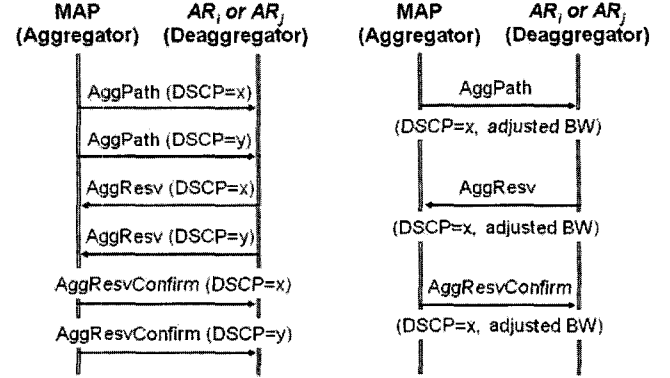 MAP
(Aggregator)
ARi or ARj
(Deaggregator)
AggPath (DSCP=x)
AggPath (DSCP=y)
AggResv (DSCP=x)
AggResv (DSCP=y)
AggResvConfirm (DSCP=x)
AggResvConfirm (DSCP=y)
MAP
(Aggregator)
ARi or ARj
(Deaggregator)
AggPath
(DSCP=x, adjusted BW)
AggResv
(DSCP=x, adjusted BW)
AggResvConfirm
(DSCP=x, adjusted BW)